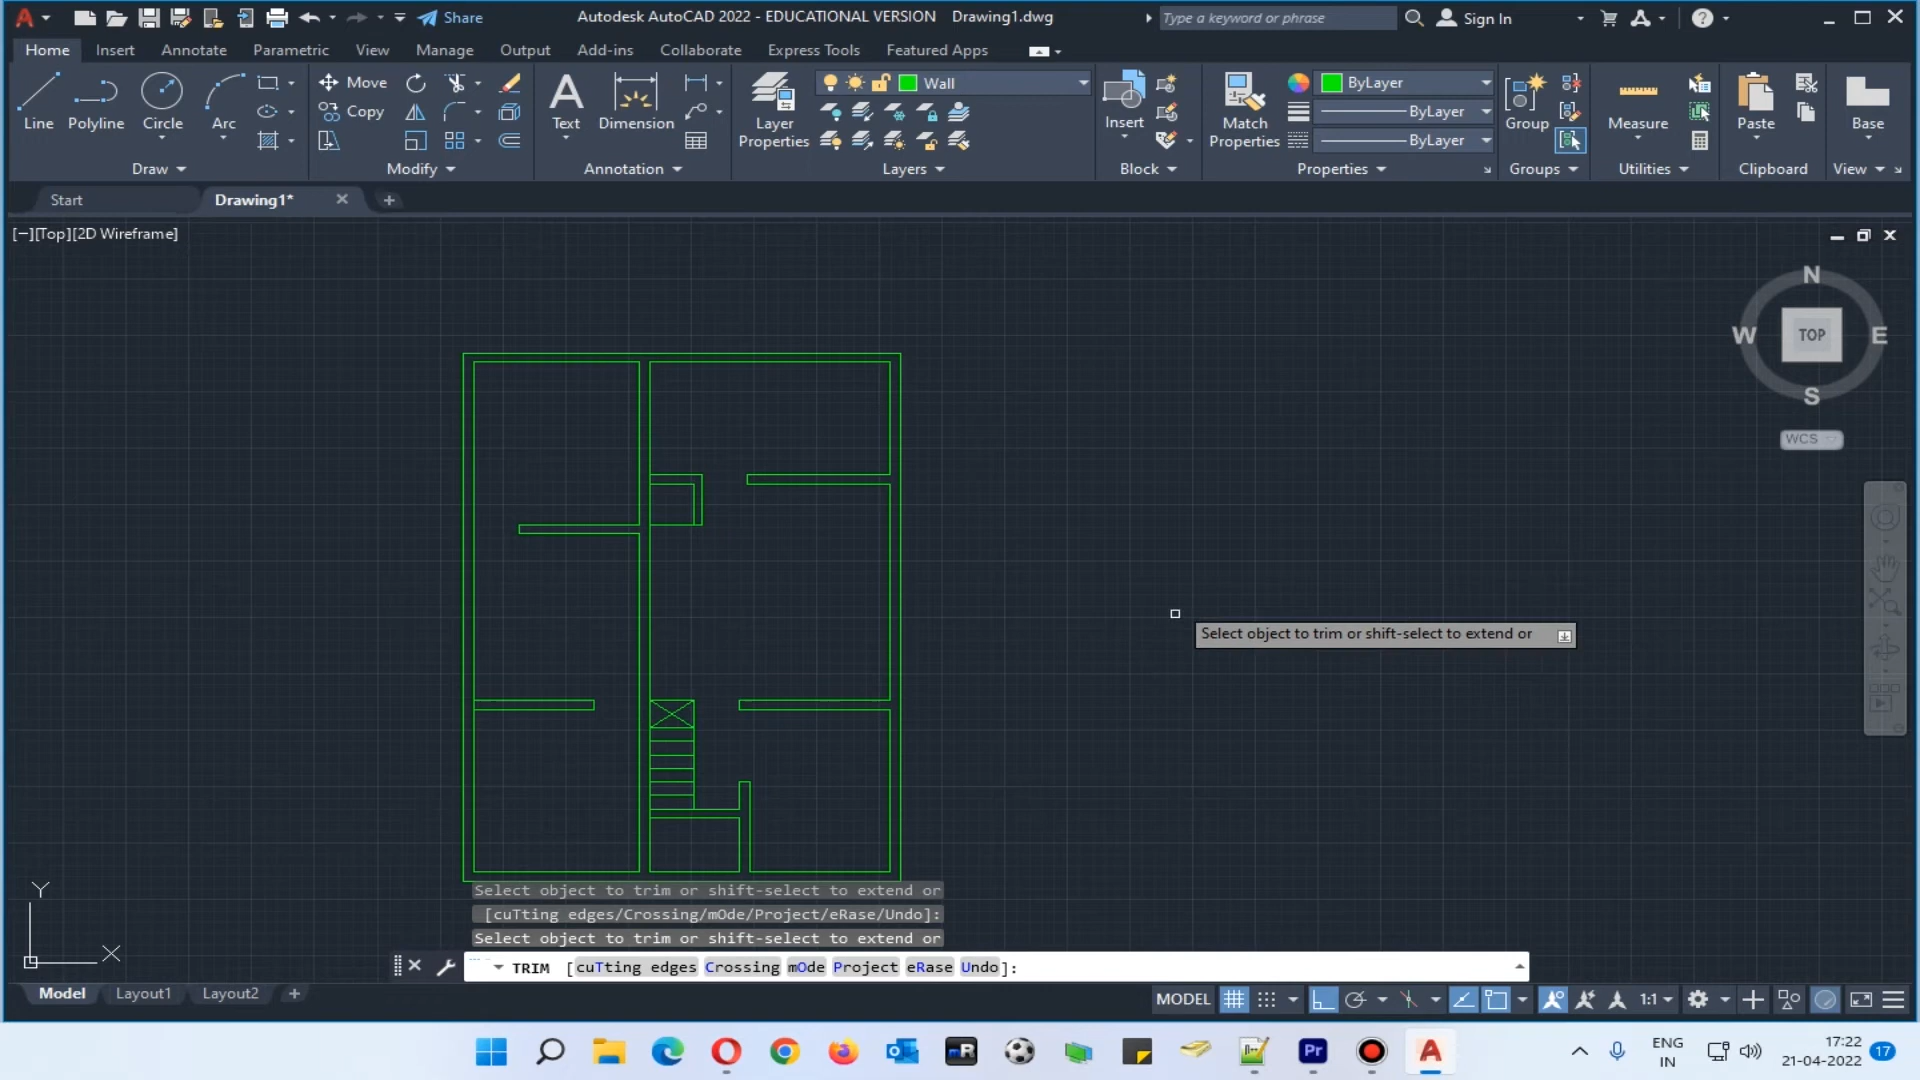 Share
Autodesk AutoCAD 2022 - EDUCATIONAL VERSION Drawing1.dwg
Type a keyword or phrase
Sign In
Home Insert Annotate Parametric View Manage Output Add-ins Collaborate Express Tools Featured Apps
Line
Polyline
Circle
Arc
Draw
Move
Copy
Modify
Text
Dimension
Annotation
Layer
Properties
Wall
Layers
Insert
Block
Match
Properties
ByLayer
ByLayer
ByLayer
Properties
Group
Groups
Measure
Utilities
Paste
Clipboard
Base
View
Start
Drawing1*
[−][Top][2D Wireframe]
N
W TOP E
S
WCS
Select object to trim or shift-select to extend or
Y
X
Select object to trim or shift-select to extend or
[cuTting edges/Crossing/mOde/Project/eRase/Undo]:
Select object to trim or shift-select to extend or
TRIM [cuTting edges Crossing mOde Project eRase Undo]:
Model Layout1 Layout2
MODEL
1:1
ENG
IN
17:22
21-04-2022
17
Pr